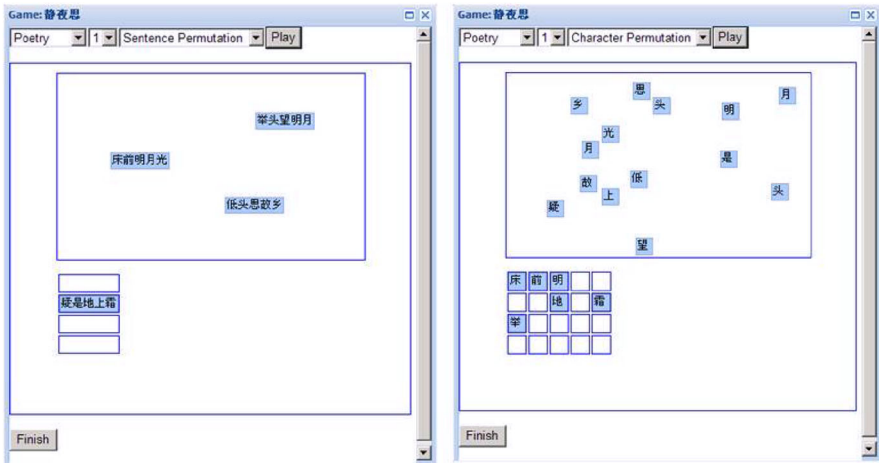 Game: 静夜思
Poetry 1 Sentence Permutation Play
举头望明月
床前明月光
低头思故乡
疑是地上霜
Finish
Game: 静夜思
Poetry 1 Character Permutation Play
思
月
乡
头
明
光
月
是
故
低
头
上
疑
望
床 前 明
地 霜
举
Finish